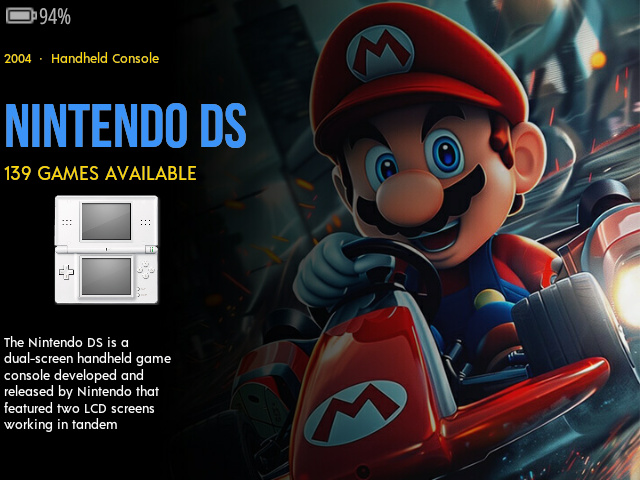 94%
2004 · Handheld Console
NINTENDO DS
139 GAMES AVAILABLE
The Nintendo DS is a
dual-screen handheld game
console developed and
released by Nintendo that
featured two LCD screens
working in tandem
M
M